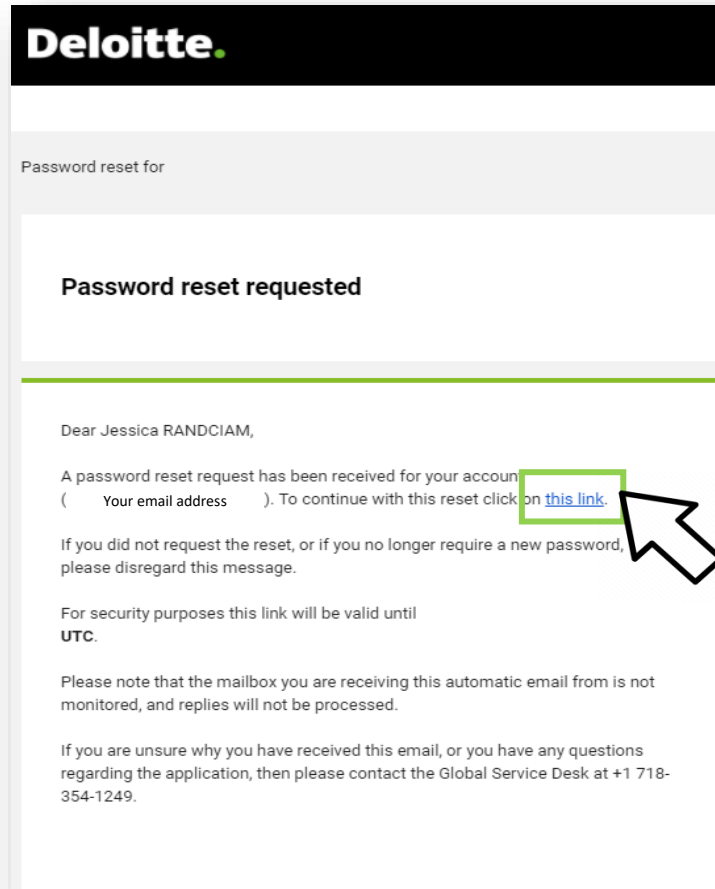 Deloitte.
Password reset for
Password reset requested
Dear Jessica RANDCIAM,
A password reset request has been received for your accoun
( Your email address ). To continue with this reset click on this link.
If you did not request the reset, or if you no longer require a new password,
please disregard this message.
For security purposes this link will be valid until
UTC.
Please note that the mailbox you are receiving this automatic email from is not
monitored, and replies will not be processed.
If you are unsure why you have received this email, or you have any questions
regarding the application, then please contact the Global Service Desk at +1 718-
354-1249.